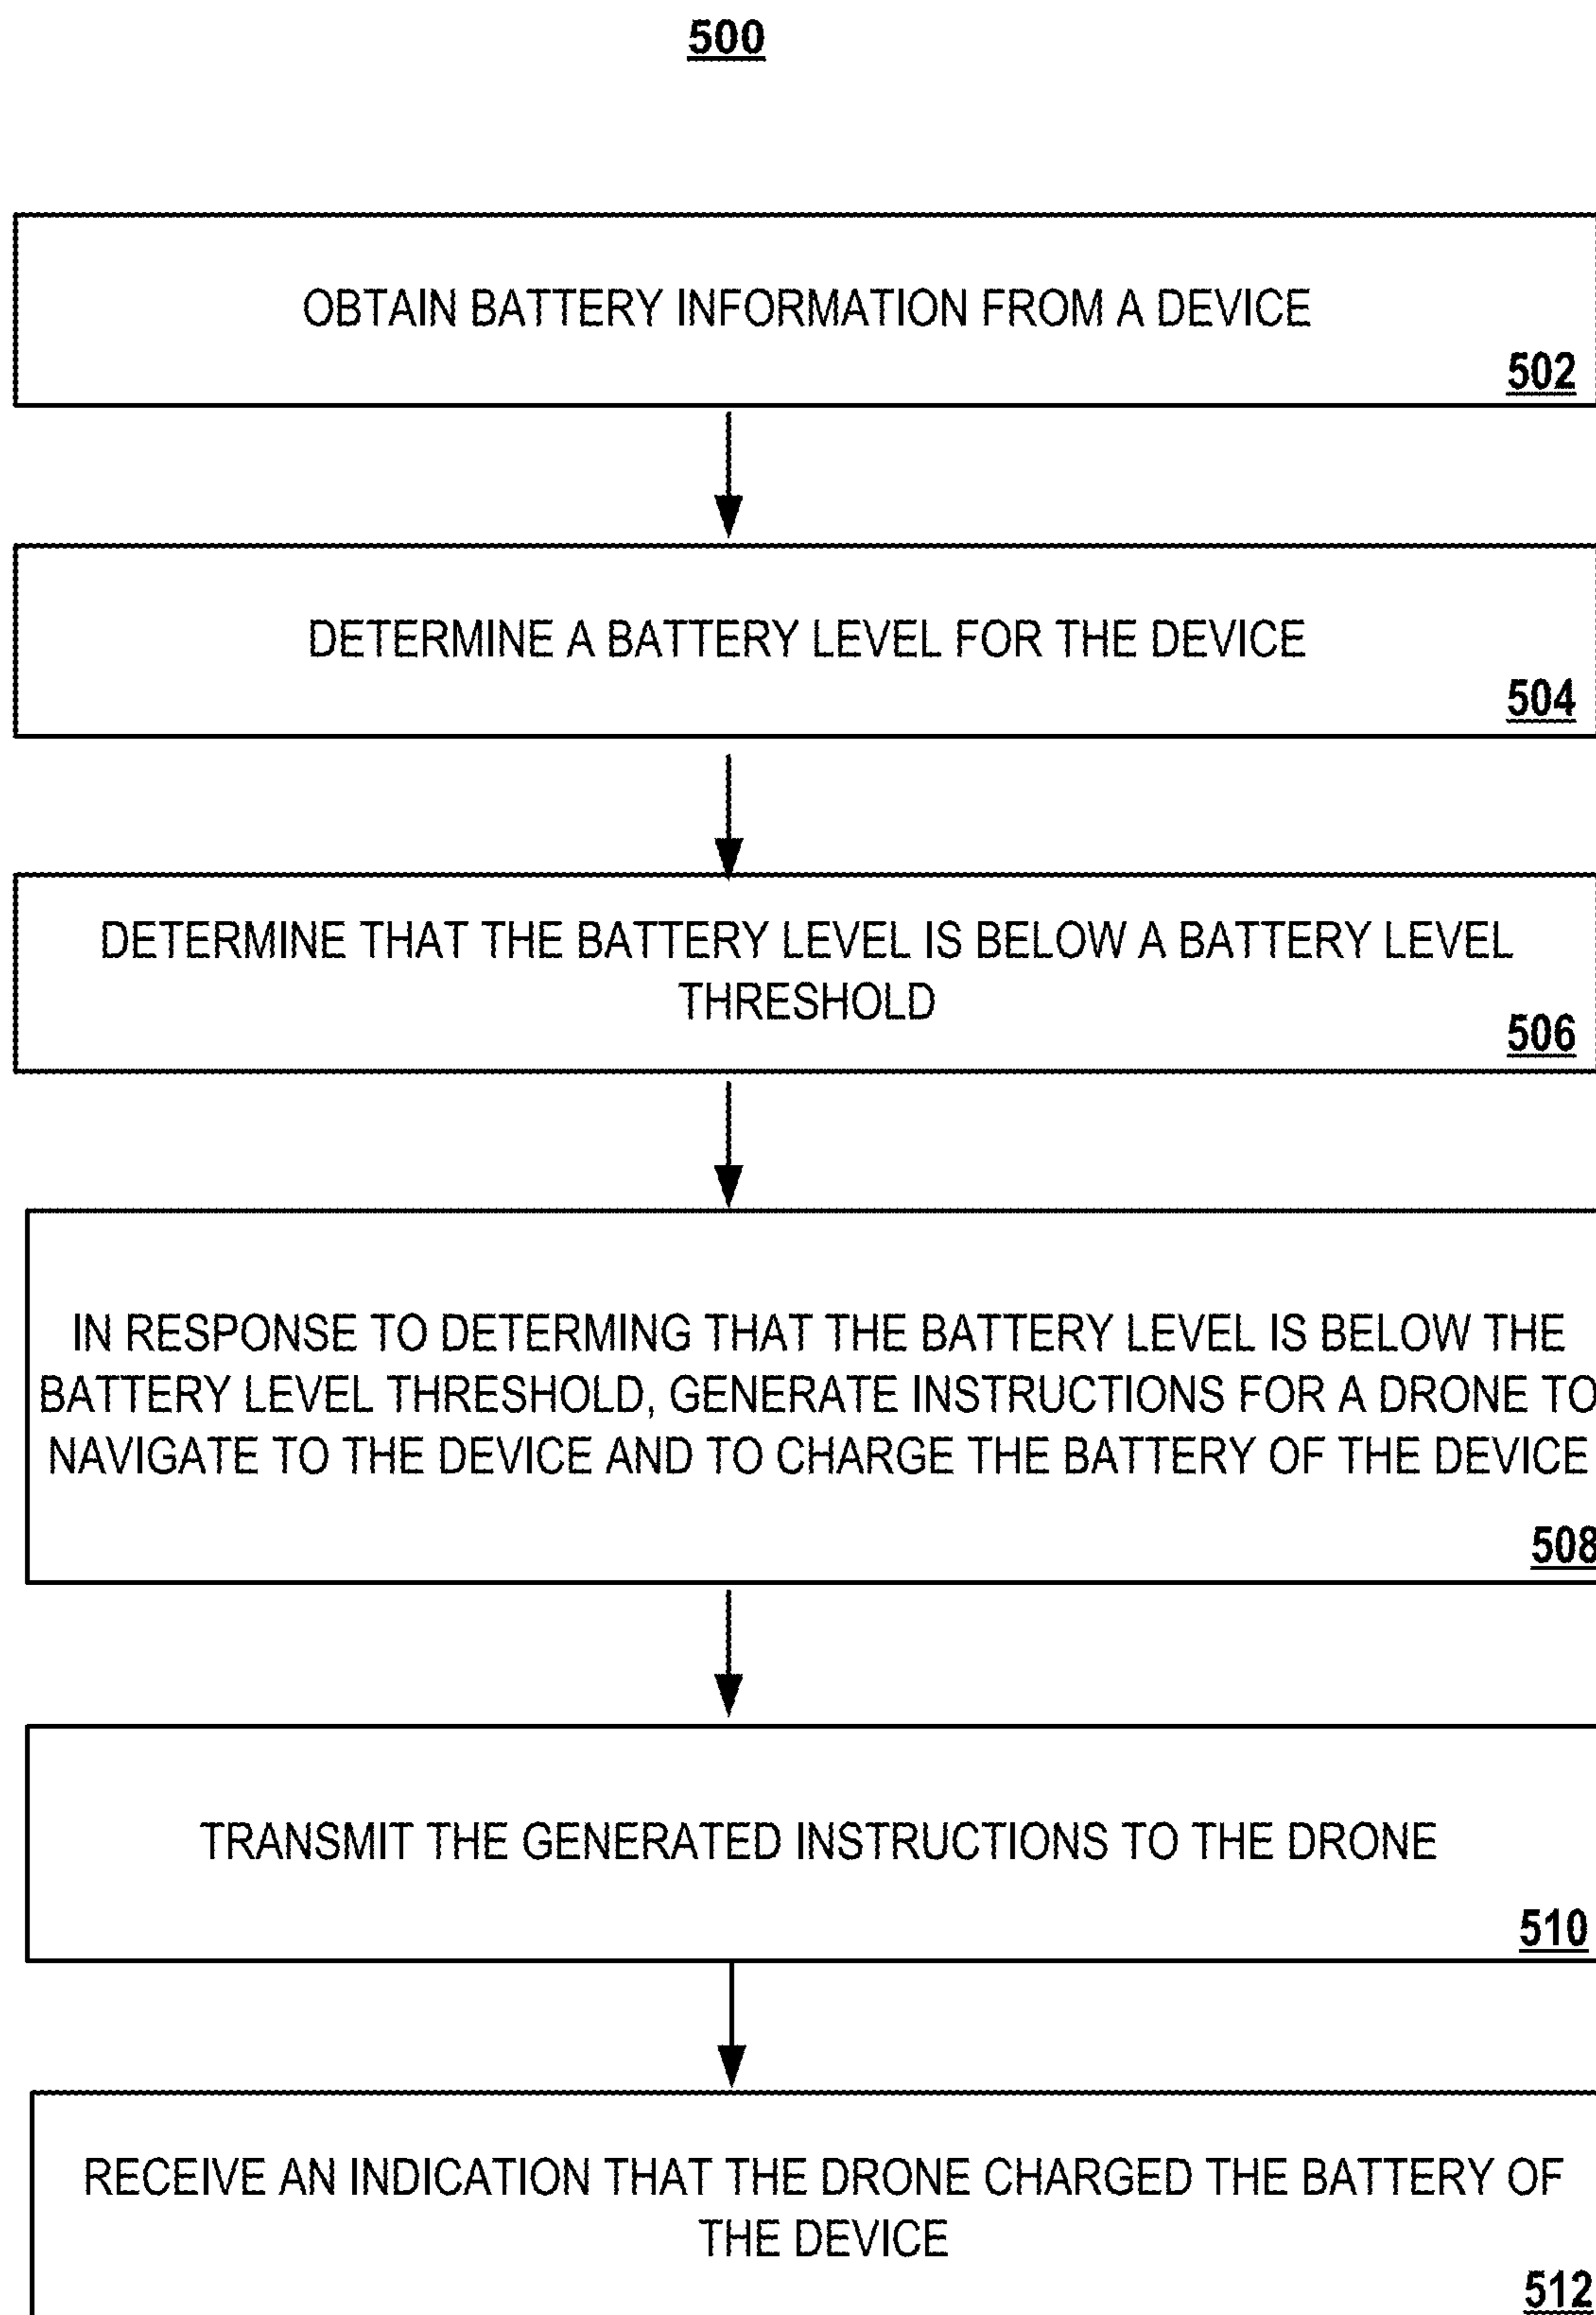 500
OBTAIN BATTERY INFORMATION FROM A DEVICE
502
DETERMINE A BATTERY LEVEL FOR THE DEVICE
504
DETERMINE THAT THE BATTERY LEVEL IS BELOW A BATTERY LEVEL
THRESHOLD
506
IN RESPONSE TO DETERMING THAT THE BATTERY LEVEL IS BELOW THE
BATTERY LEVEL THRESHOLD, GENERATE INSTRUCTIONS FOR A DRONE TO
NAVIGATE TO THE DEVICE AND TO CHARGE THE BATTERY OF THE DEVICE
508
TRANSMIT THE GENERATED INSTRUCTIONS TO THE DRONE
510
RECEIVE AN INDICATION THAT THE DRONE CHARGED THE BATTERY OF
THE DEVICE
512